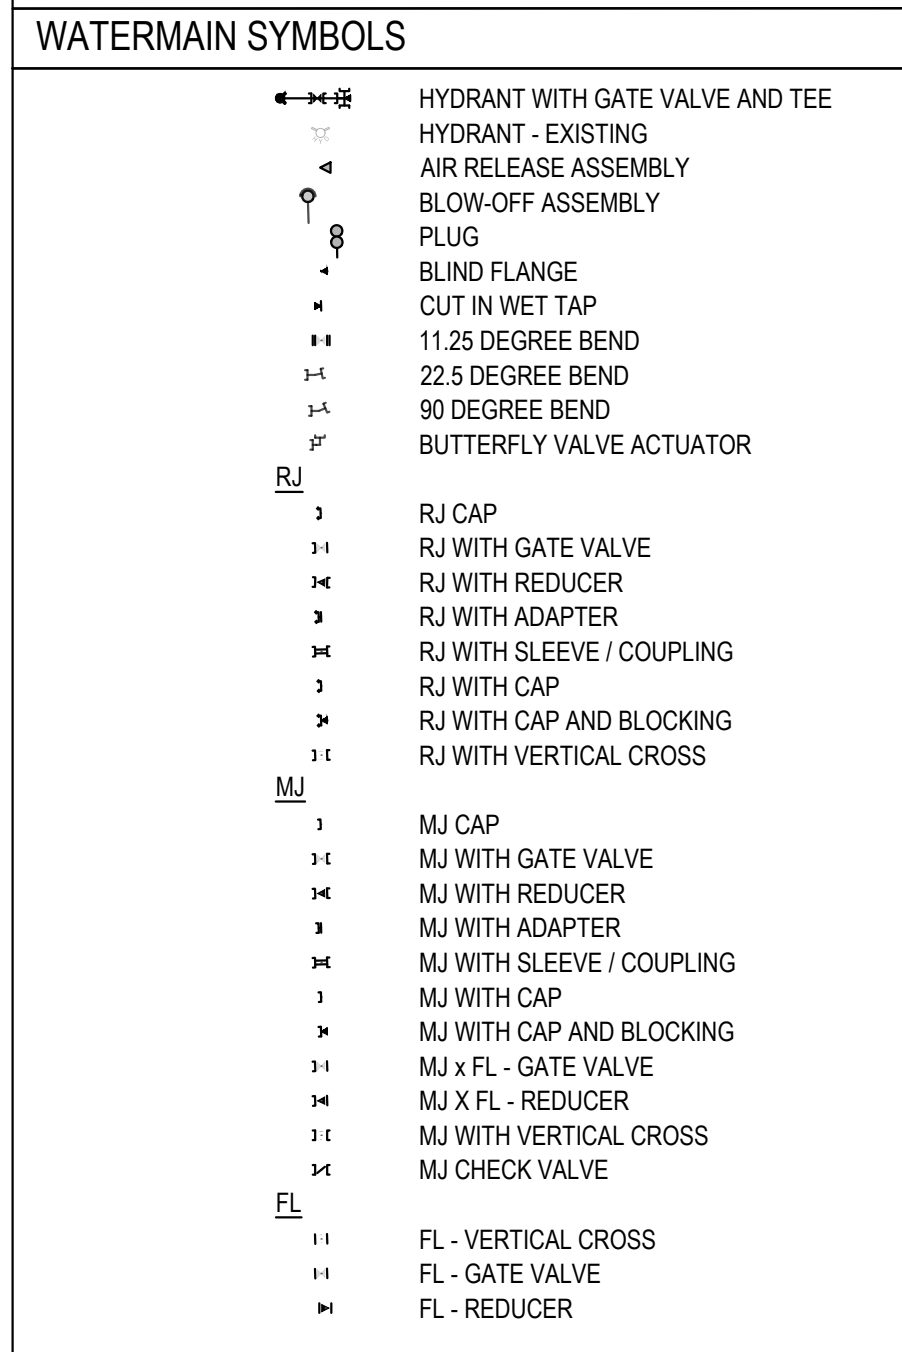 WATERMAIN SYMBOLS
HYDRANT WITH GATE VALVE AND TEE
HYDRANT - EXISTING
AIR RELEASE ASSEMBLY
BLOW-OFF ASSEMBLY
PLUG
BLIND FLANGE
CUT IN WET TAP
11.25 DEGREE BEND
22.5 DEGREE BEND
90 DEGREE BEND
BUTTERFLY VALVE ACTUATOR
RJ
RJ CAP
RJ WITH GATE VALVE
RJ WITH REDUCER
RJ WITH ADAPTER
RJ WITH SLEEVE / COUPLING
RJ WITH CAP
RJ WITH CAP AND BLOCKING
RJ WITH VERTICAL CROSS
MJ
MJ CAP
MJ WITH GATE VALVE
MJ WITH REDUCER
MJ WITH ADAPTER
MJ WITH SLEEVE / COUPLING
MJ WITH CAP
MJ WITH CAP AND BLOCKING
MJ x FL - GATE VALVE
MJ X FL - REDUCER
MJ WITH VERTICAL CROSS
MJ CHECK VALVE
FL
FL - VERTICAL CROSS
FL - GATE VALVE
FL - REDUCER